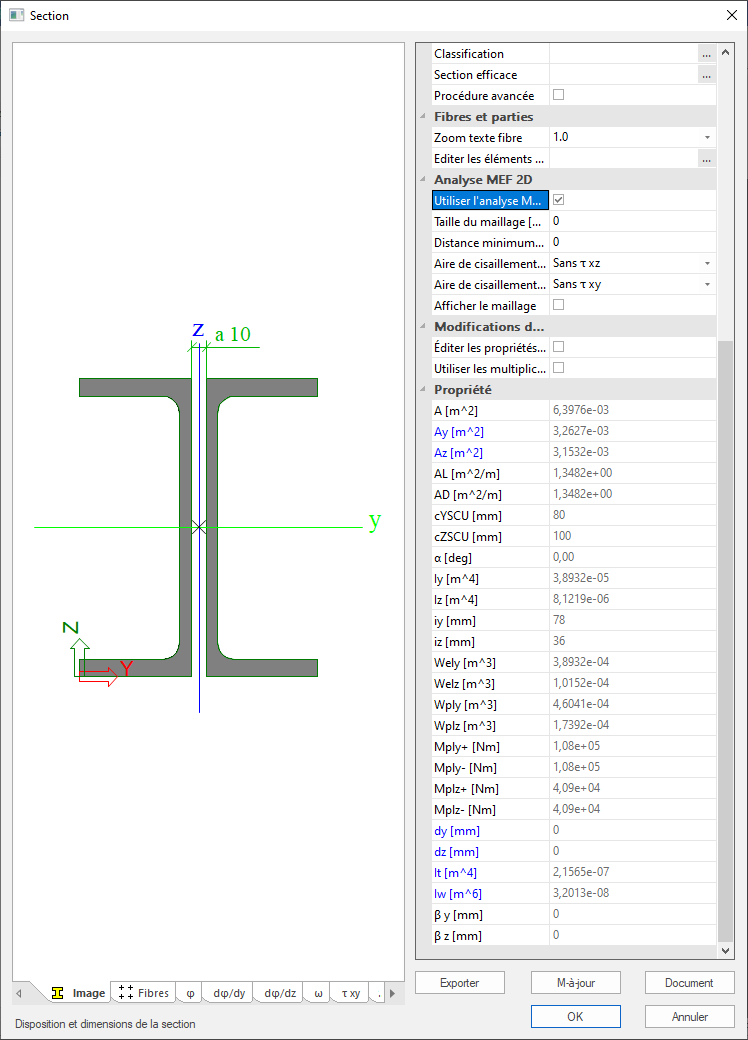 Section
z
a 10
y
Z
Y
Image
Fibres
φ
dφ/dy
dφ/dz
ω
τ xy
.
Disposition et dimensions de la section
Classification ...
Section efficace ...
Procédure avancée
Fibres et parties
Zoom texte fibre 1.0
Editer les éléments ... ...
Analyse MEF 2D
Utiliser l'analyse M...
Taille du maillage [... 0
Distance minimum... 0
Aire de cisaillement... Sans τ xz
Aire de cisaillement... Sans τ xy
Afficher le maillage
Modifications d...
Éditer les propriétés...
Utiliser les multiplic...
Propriété
A [m^2] 6,3976e-03
Ay [m^2] 3,2627e-03
Az [m^2] 3,1532e-03
AL [m^2/m] 1,3482e+00
AD [m^2/m] 1,3482e+00
cYSCU [mm] 80
cZSCU [mm] 100
α [deg] 0,00
Iy [m^4] 3,8932e-05
Iz [m^4] 8,1219e-06
iy [mm] 78
iz [mm] 36
Wely [m^3] 3,8932e-04
Welz [m^3] 1,0152e-04
Wply [m^3] 4,6041e-04
Wplz [m^3] 1,7392e-04
Mply+ [Nm] 1,08e+05
Mply- [Nm] 1,08e+05
Mplz+ [Nm] 4,09e+04
Mplz- [Nm] 4,09e+04
dy [mm] 0
dz [mm] 0
It [m^4] 2,1565e-07
Iw [m^6] 3,2013e-08
β y [mm] 0
β z [mm] 0
Exporter
M-à-jour
Document
OK
Annuler